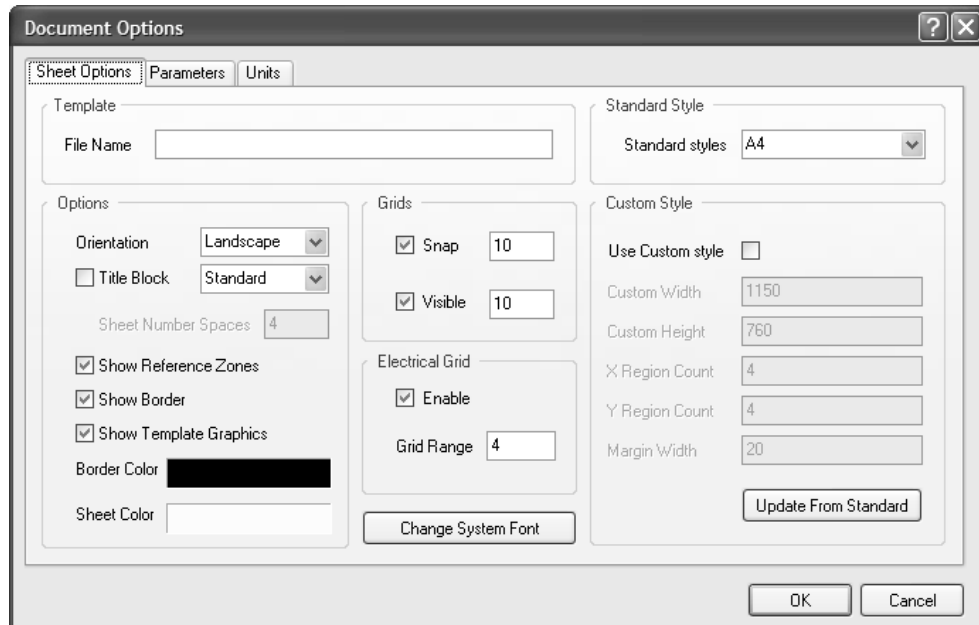 Document Options
Sheet Options Parameters Units
Template
File Name
Standard Style
Standard styles A4
Options
Orientation Landscape
Title Block Standard
Sheet Number Spaces 4
Show Reference Zones
Show Border
Show Template Graphics
Border Color
Sheet Color
Grids
Snap 10
Visible 10
Electrical Grid
Enable
Grid Range 4
Change System Font
Custom Style
Use Custom style
Custom Width 1150
Custom Height 760
X Region Count 4
Y Region Count 4
Margin Width 20
Update From Standard
OK Cancel